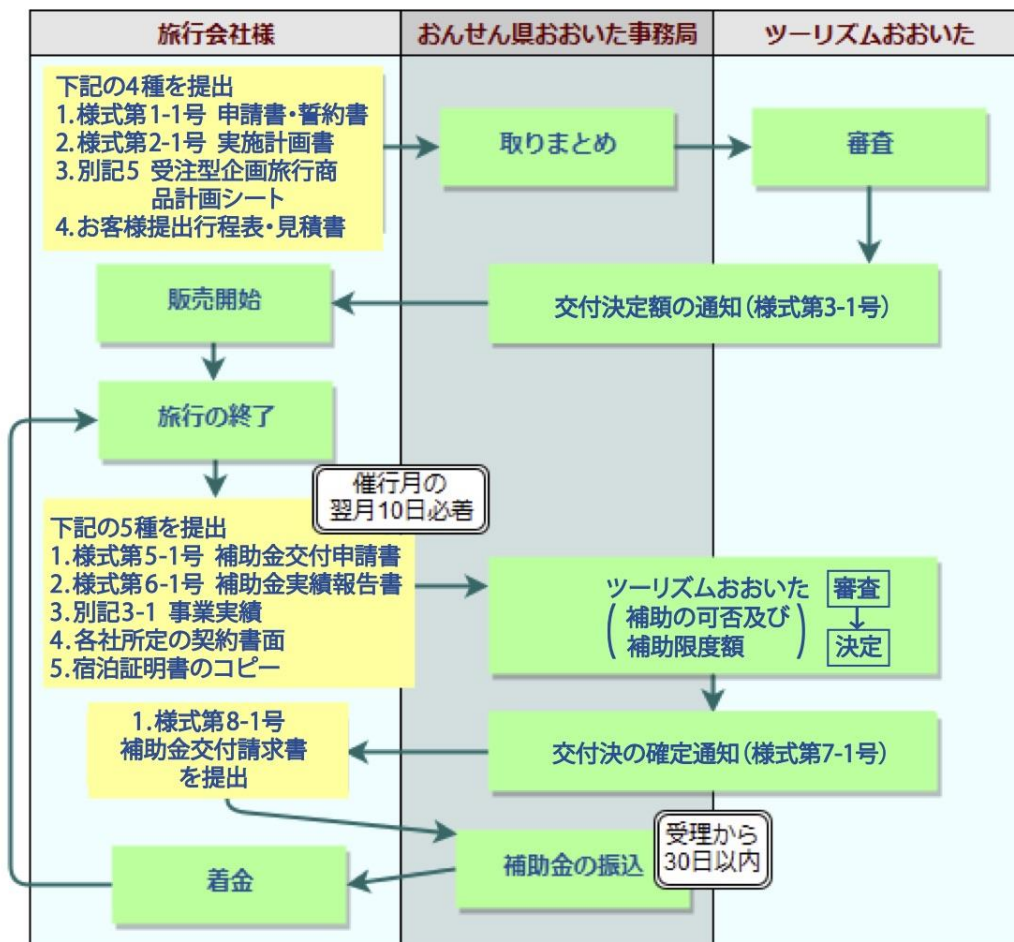 旅行会社様
おんせん県おおいた事務局
ツーリズムおおいた
下記の4種を提出
1.様式第1-1号 申請書・誓約書
2.様式第2-1号 実施計画書
3.別記5 受注型企画旅行商
品計画シート
4.お客様提出行程表・見積書
取りまとめ
審査
交付決定額の通知(様式第3-1号)
販売開始
旅行の終了
催行月の
翌月10日必着
下記の5種を提出
1.様式第5-1号 補助金交付申請書
2.様式第6-1号 補助金実績報告書
3.別記3-1 事業実績
4.各社所定の契約書面
5.宿泊証明書のコピー
ツーリズムおおいた
(補助の可否及び
補助限度額)
審査
↓
決定
交付決の確定通知(様式第7-1号)
1.様式第8-1号
補助金交付請求書
を提出
補助金の振込
受理から
30日以内
着金